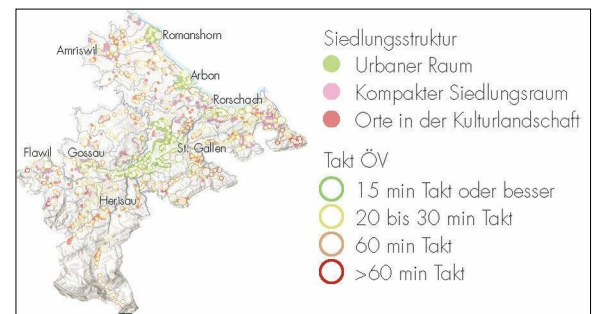 Romanshorn
Amriswil
Arbon
Rorschach
Flawil
Gossau
St. Gallen
Herisau
Siedlungsstruktur
Urbaner Raum
Kompakter Siedlungsraum
Orte in der Kulturlandschaft
Takt ÖV
15 min Takt oder besser
20 bis 30 min Takt
60 min Takt
>60 min Takt